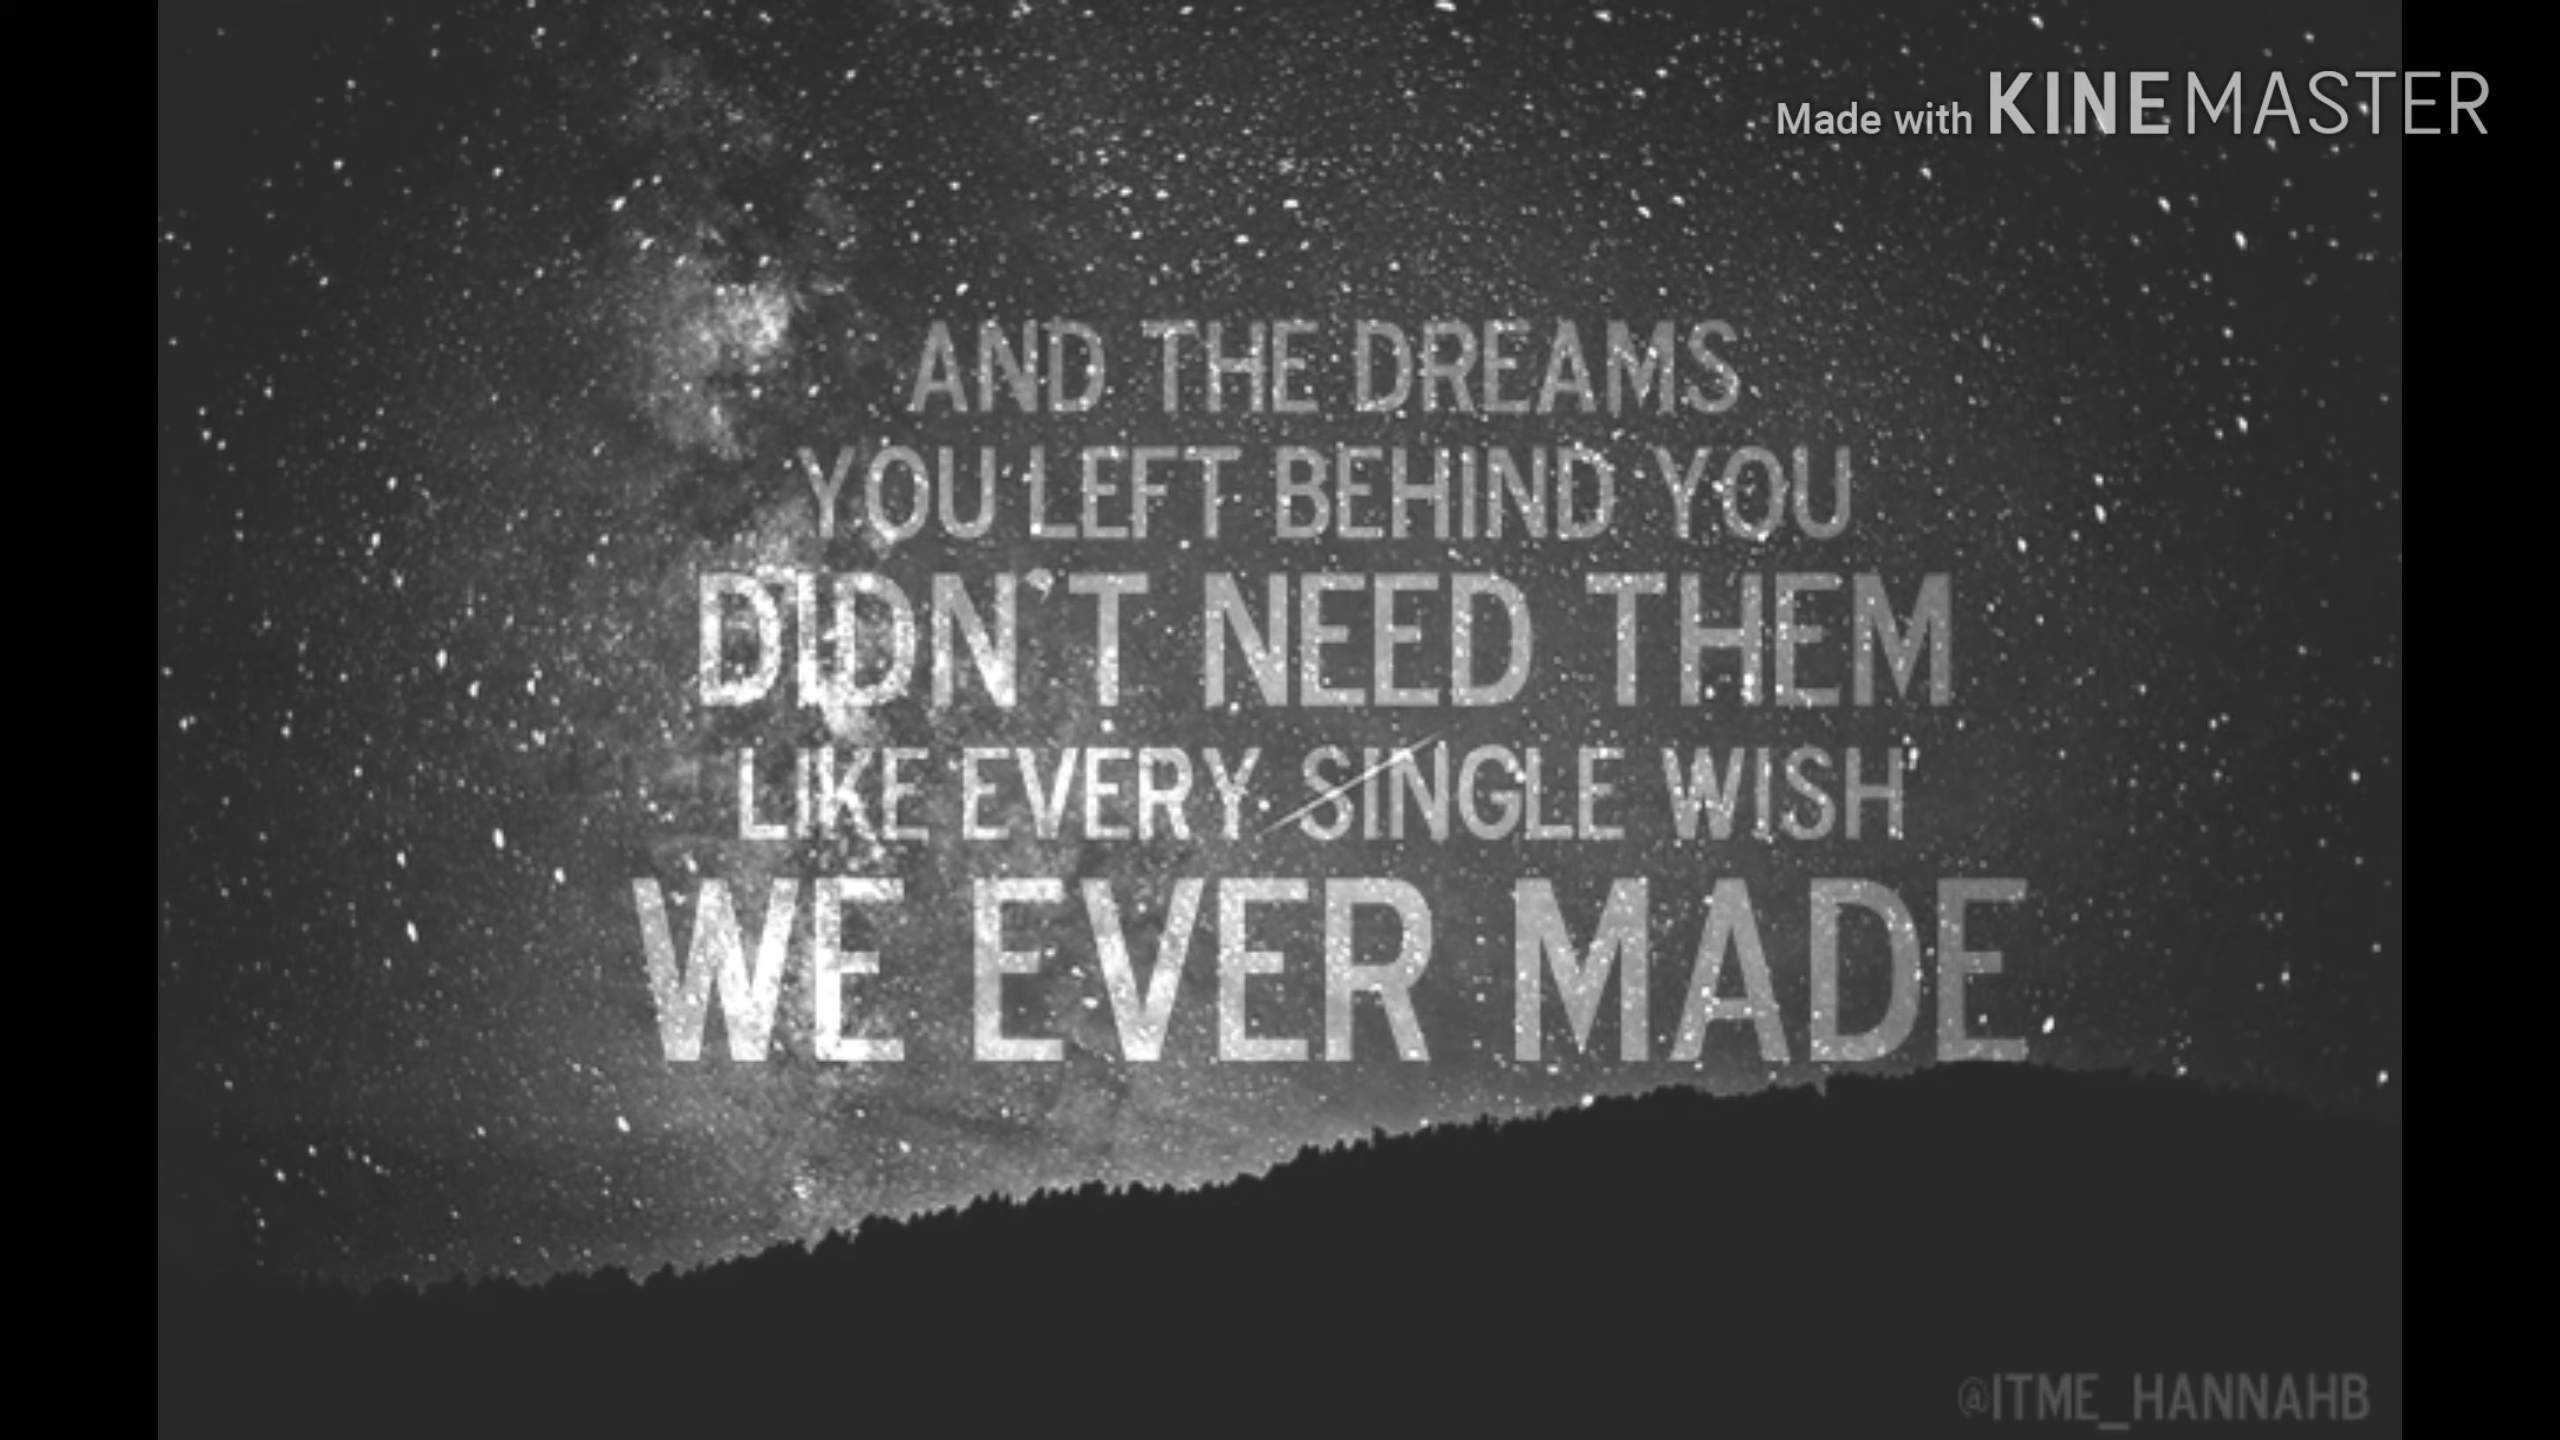 Made with KINEMASTER
AND THE DREAMS
YOU LEFT BEHIND YOU
DIDN'T NEED THEM
LIKE EVERY SINGLE WISH
WE EVER MADE
@ITME_HANNAHB